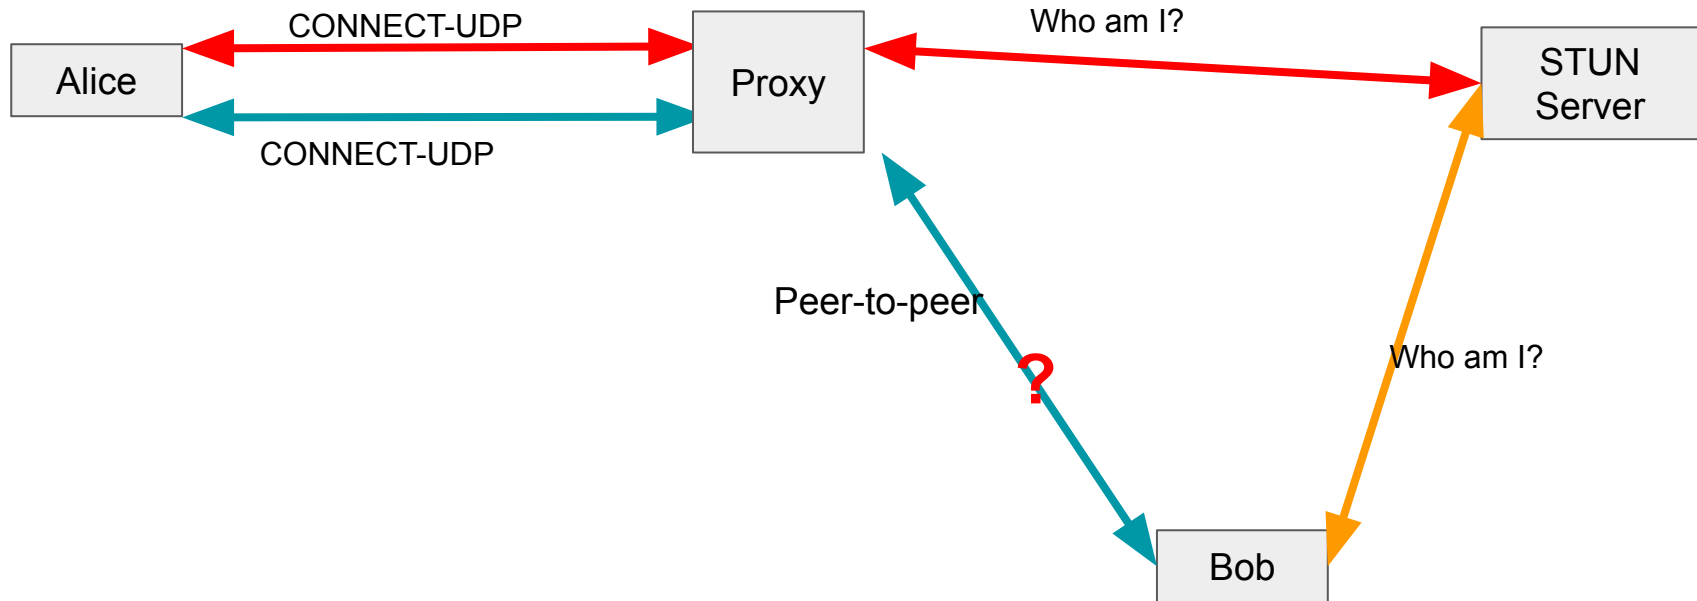 CONNECT-UDP
Who am I?
Alice
Proxy
STUN
Server
CONNECT-UDP
Peer-to-peer
?
Who am I?
Bob